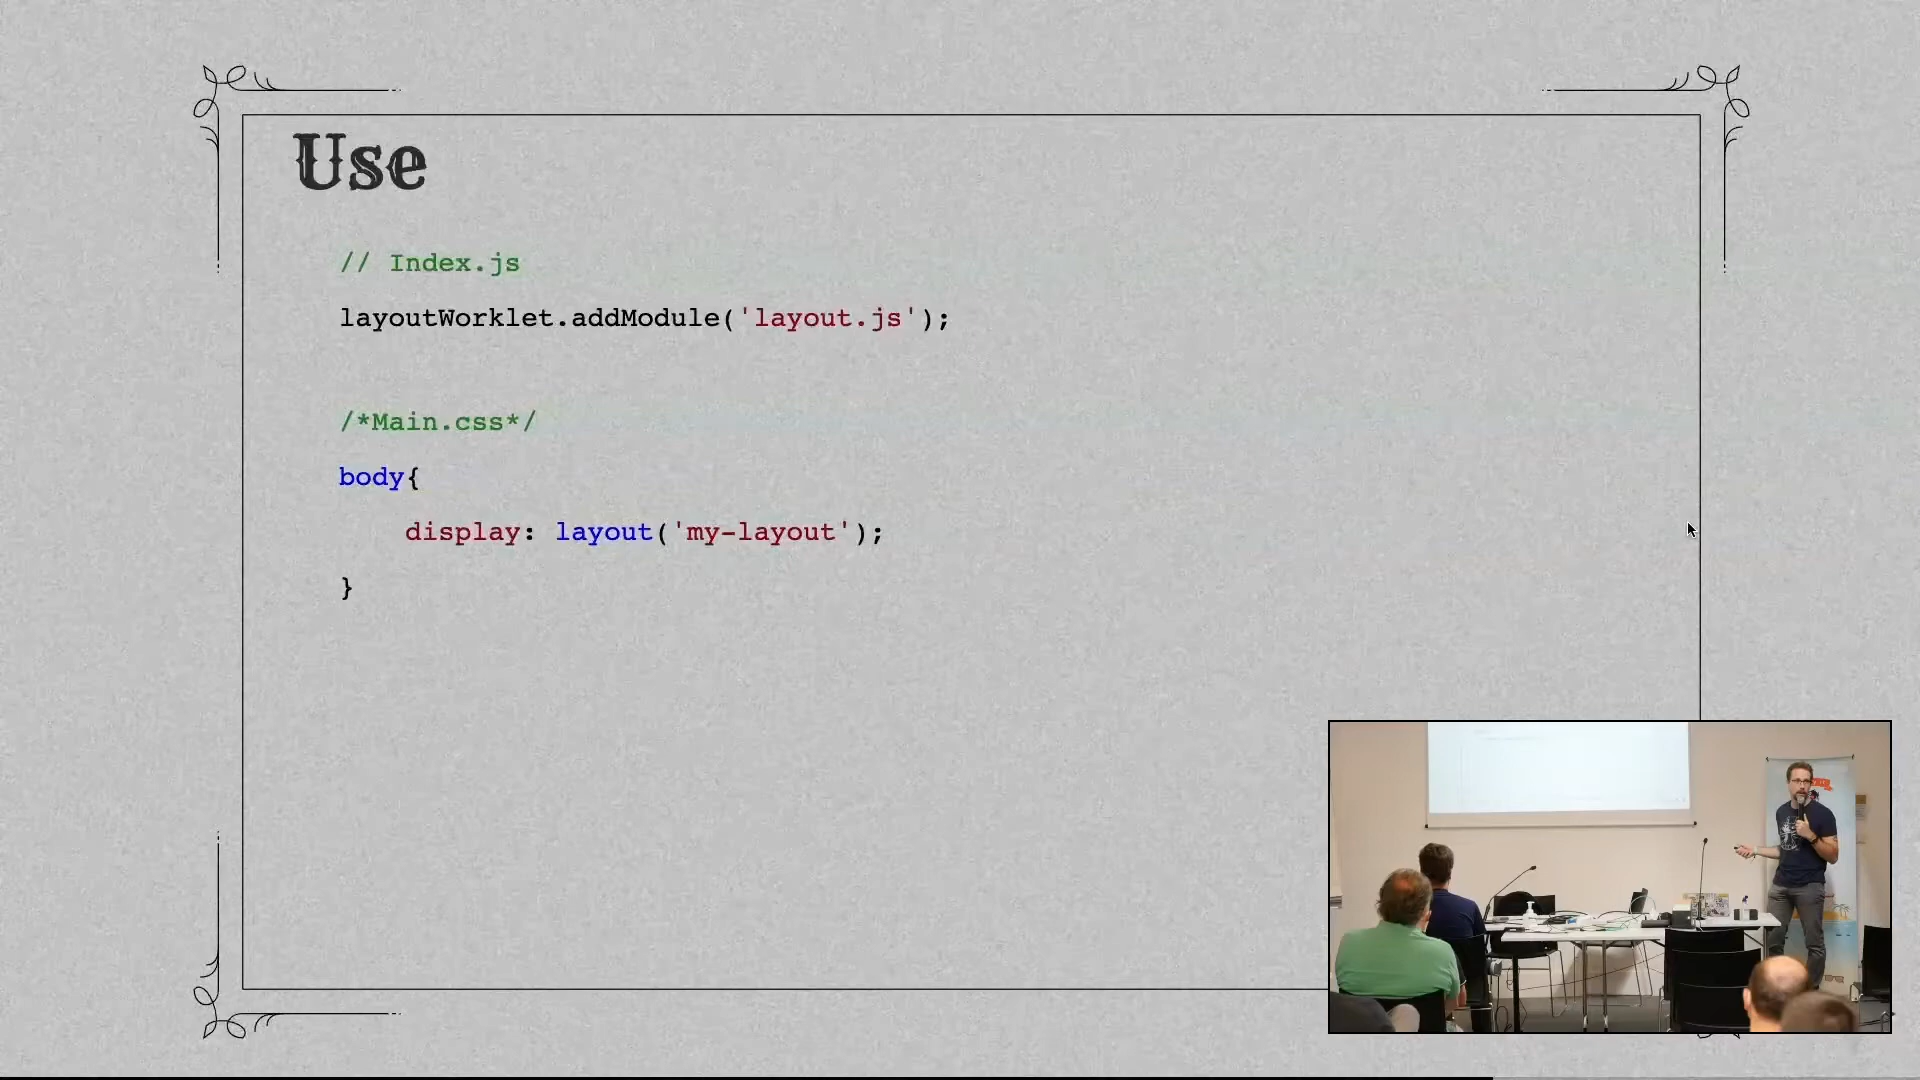 Use
// Index.js
layoutWorklet.addModule('layout.js');
/*Main.css*/
body{
display: layout('my-layout');
}